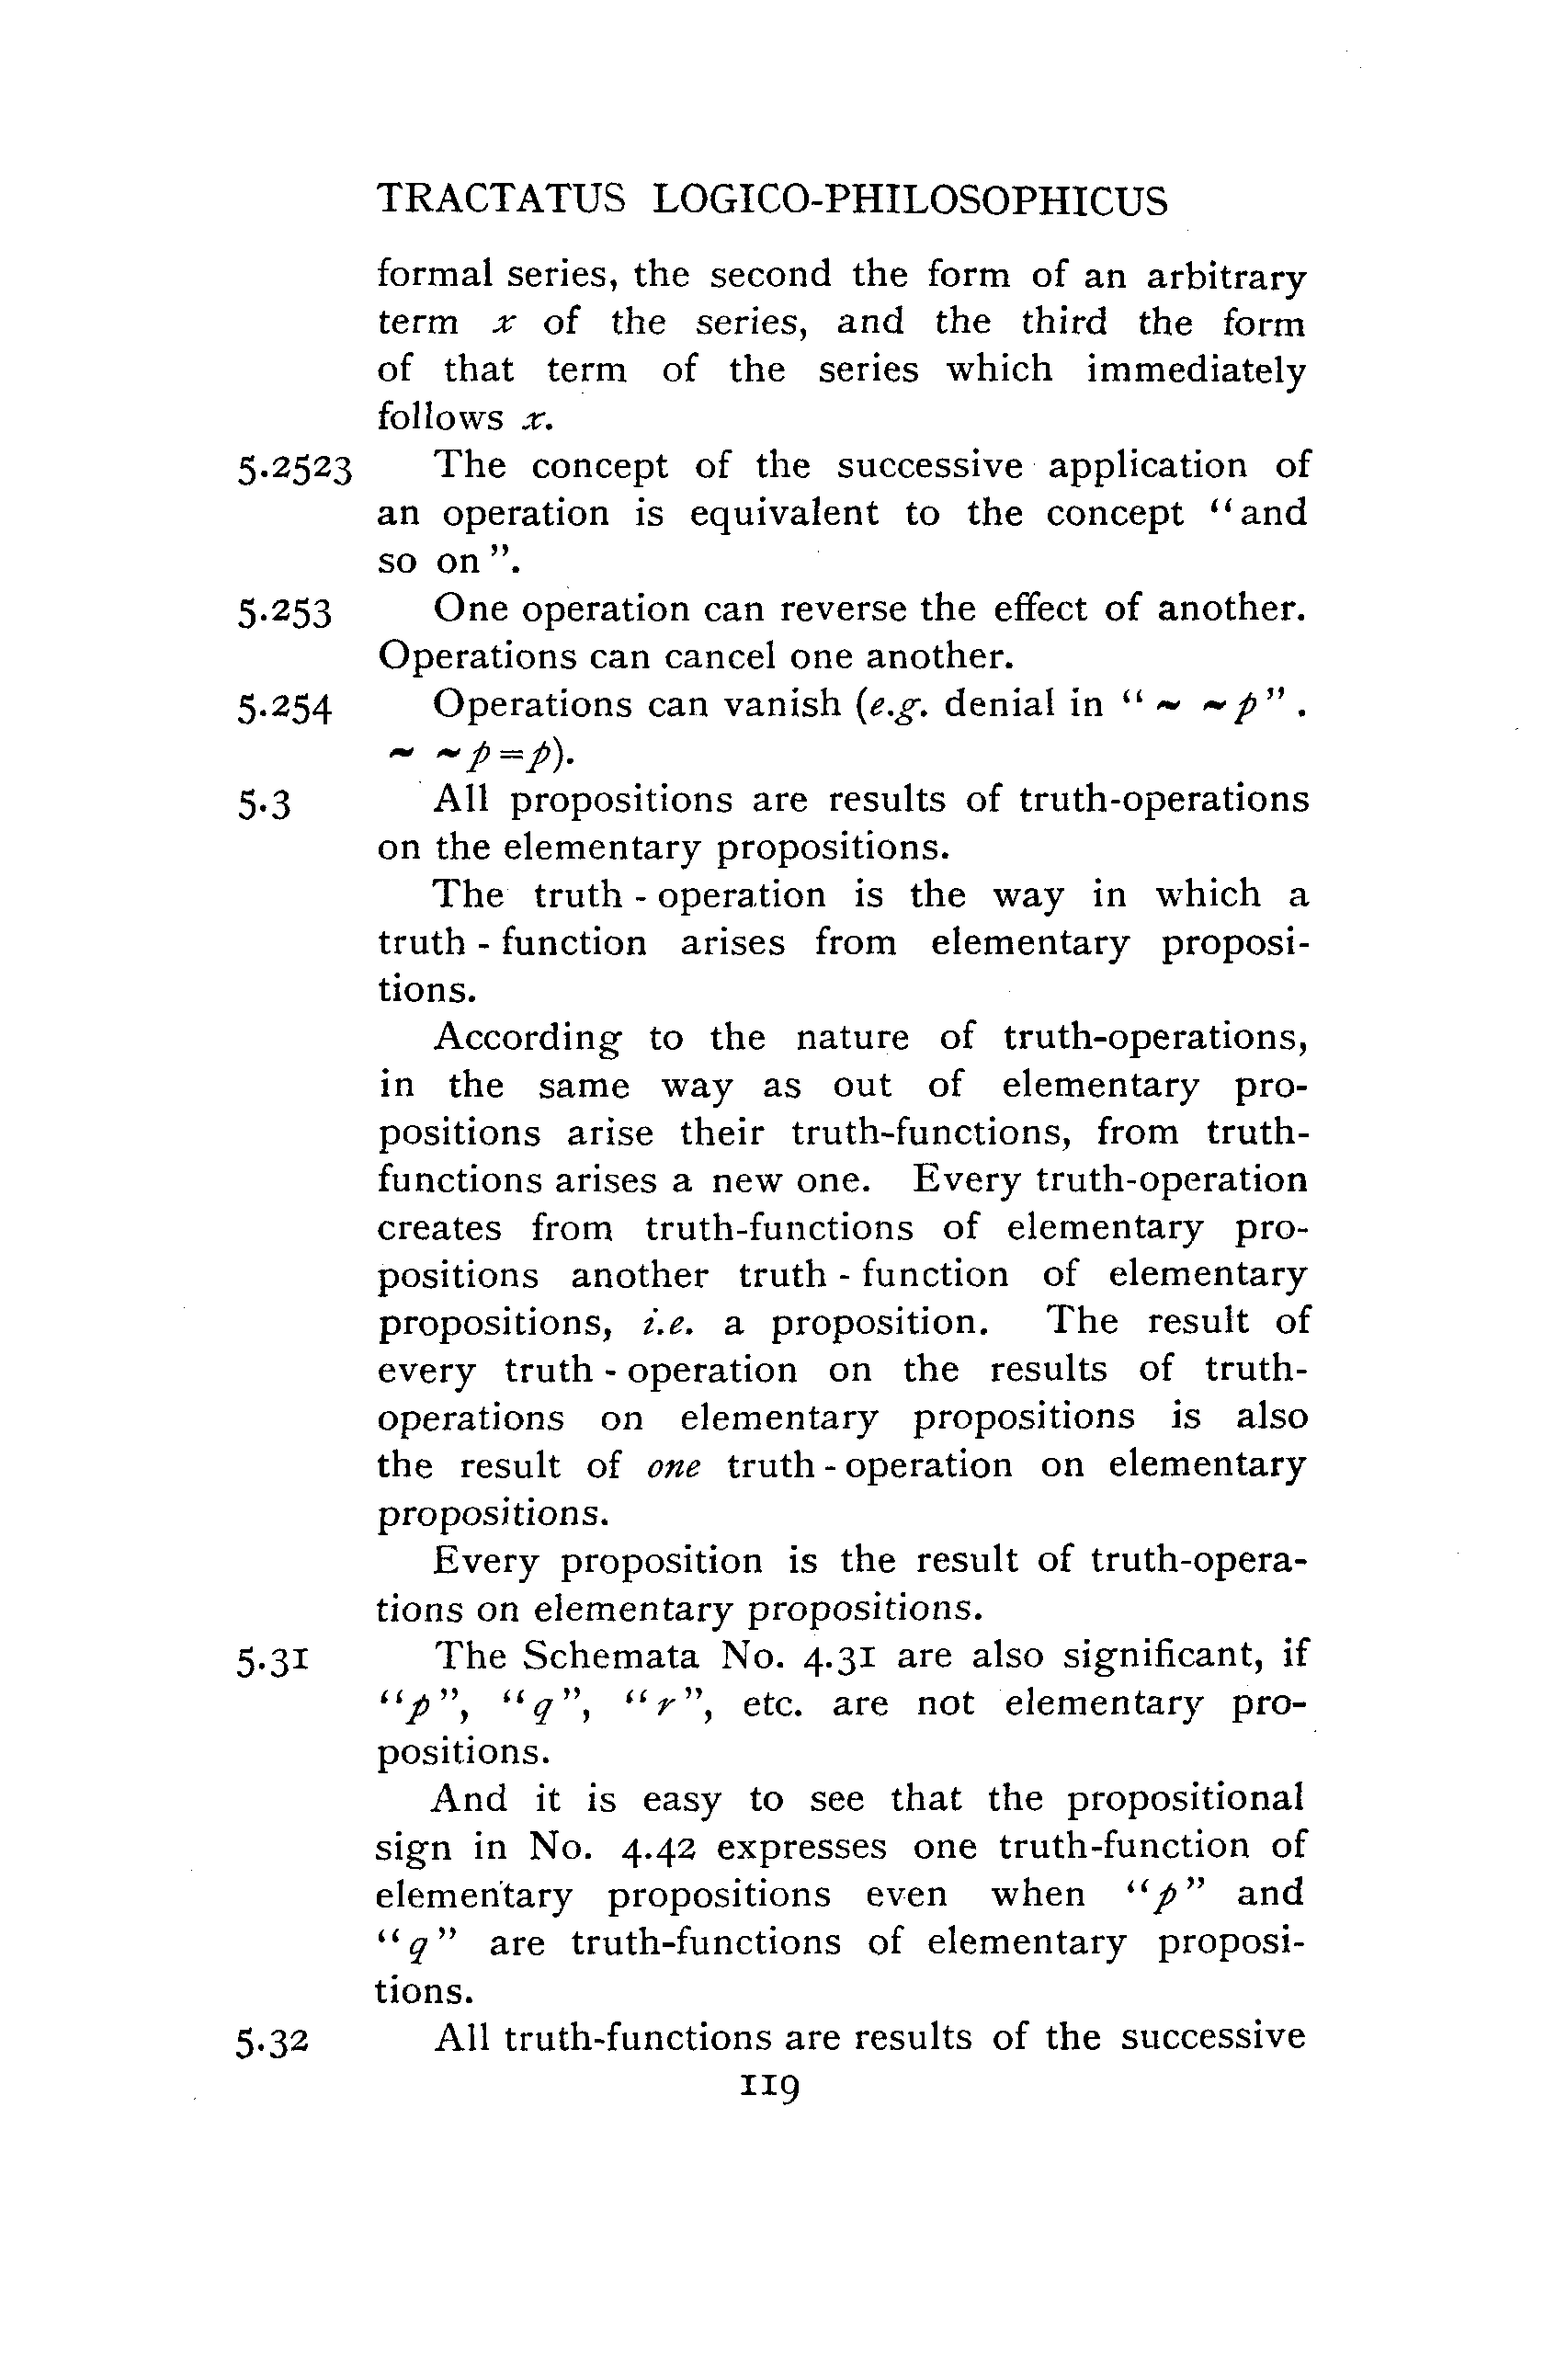 TRACTATUS LOGICO-PHILOSOPHICUS
formal series, the second the form of an arbitrary
term x of the series, and the third the form
of that term of the series which immediately
follows x.
5.2523 The concept of the successive application of
an operation is equivalent to the concept “and
so on”.
5.253 One operation can reverse the effect of another.
Operations can cancel one another.
5.254 Operations can vanish (e.g. denial in “~ ~p”.
~ ~p=p).
5.3 All propositions are results of truth-operations
on the elementary propositions.
The truth-operation is the way in which a
truth-function arises from elementary proposi-
tions.
According to the nature of truth-operations,
in the same way as out of elementary pro-
positions arise their truth-functions, from truth-
functions arises a new one. Every truth-operation
creates from truth-functions of elementary pro-
positions another truth-function of elementary
propositions, i.e. a proposition. The result of
every truth-operation on the results of truth-
operations on elementary propositions is also
the result of one truth-operation on elementary
propositions.
Every proposition is the result of truth-opera-
tions on elementary propositions.
5.31 The Schemata No. 4.31 are also significant, if
“p”, “q”, “r”, etc. are not elementary pro-
positions.
And it is easy to see that the propositional
sign in No. 4.42 expresses one truth-function of
elementary propositions even when “p” and
“q” are truth-functions of elementary proposi-
tions.
5.32 All truth-functions are results of the successive
119